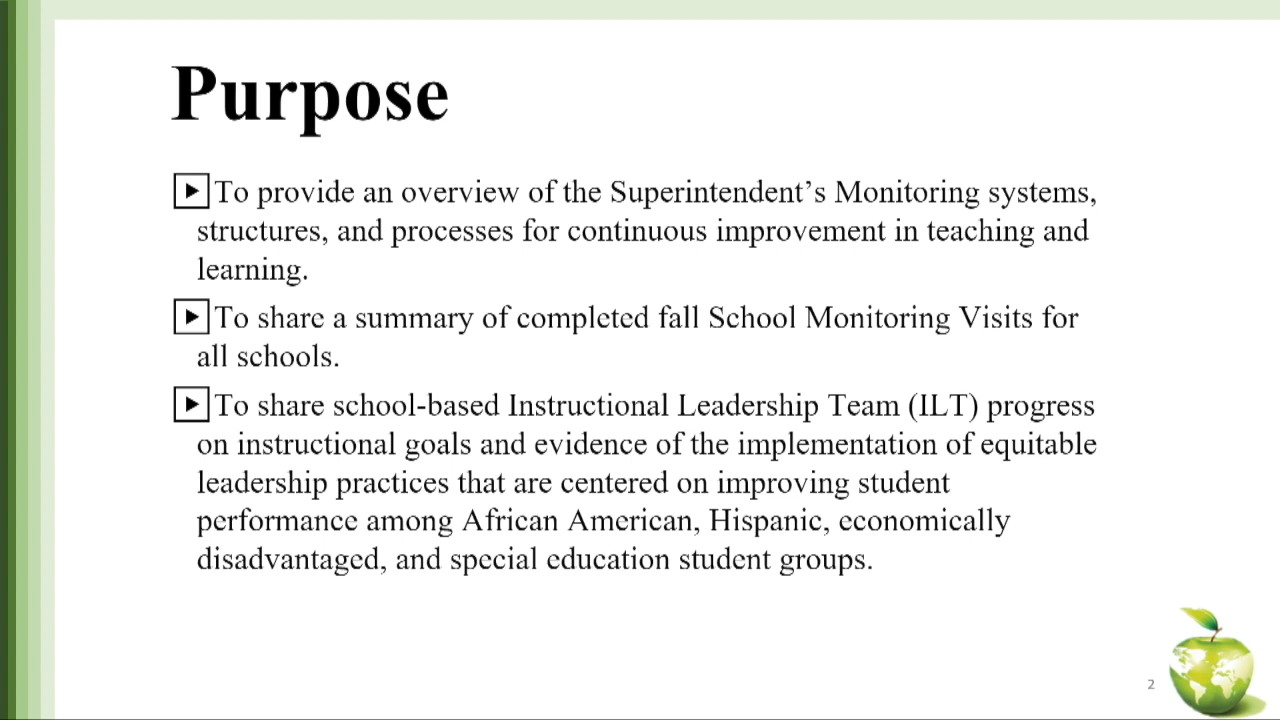 Purpose
To provide an overview of the Superintendent’s Monitoring systems,
structures, and processes for continuous improvement in teaching and
learning.
To share a summary of completed fall School Monitoring Visits for
all schools.
To share school-based Instructional Leadership Team (ILT) progress
on instructional goals and evidence of the implementation of equitable
leadership practices that are centered on improving student
performance among African American, Hispanic, economically
disadvantaged, and special education student groups.
2